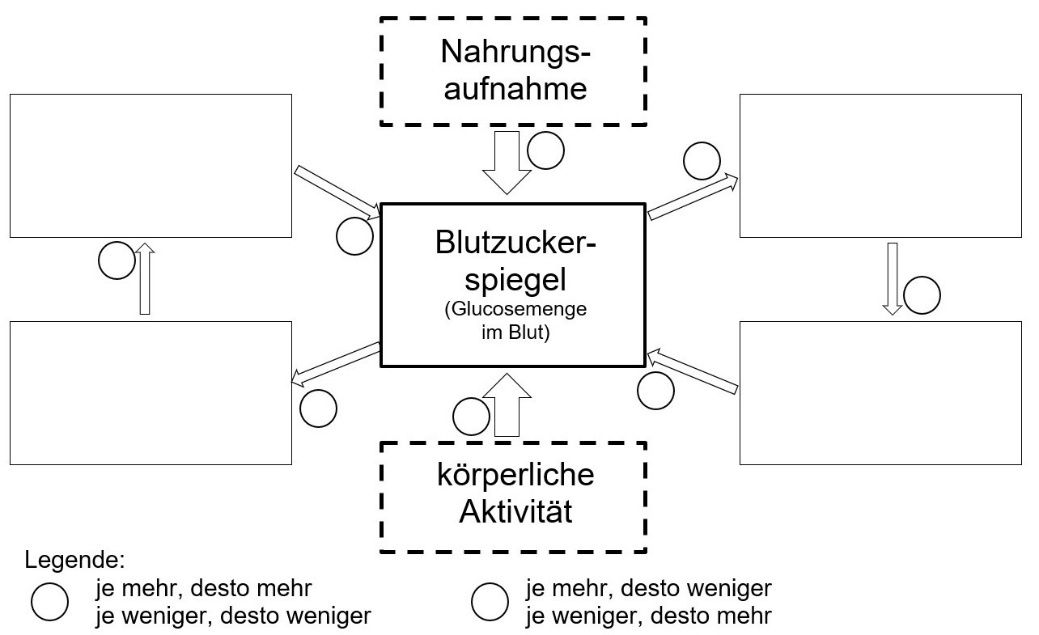 Nahrungs-
aufnahme
Blutzucker-
spiegel
(Glucosemenge
im Blut)
körperliche
Aktivität
Legende:
je mehr, desto mehr
je weniger, desto weniger
je mehr, desto weniger
je weniger, desto mehr